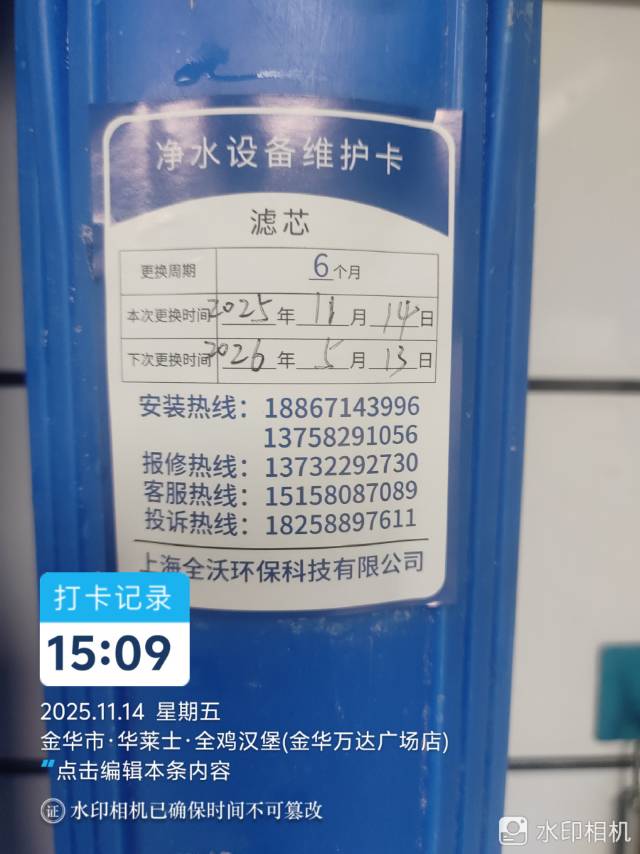 净水设备维护卡
滤芯
更换周期 6个月
本次更换时间 2025年 11月 14日
下次更换时间 2026年 5月 13日
安装热线：18867143996
13758291056
报修热线：13732292730
客服热线：15158087089
投诉热线：18258897611
上海全沃环保科技有限公司
打卡记录
15:09
2025.11.14 星期五
金华市·华莱士·全鸡汉堡(金华万达广场店)
点击编辑本条内容
证 水印相机已确保时间不可篡改
水印相机